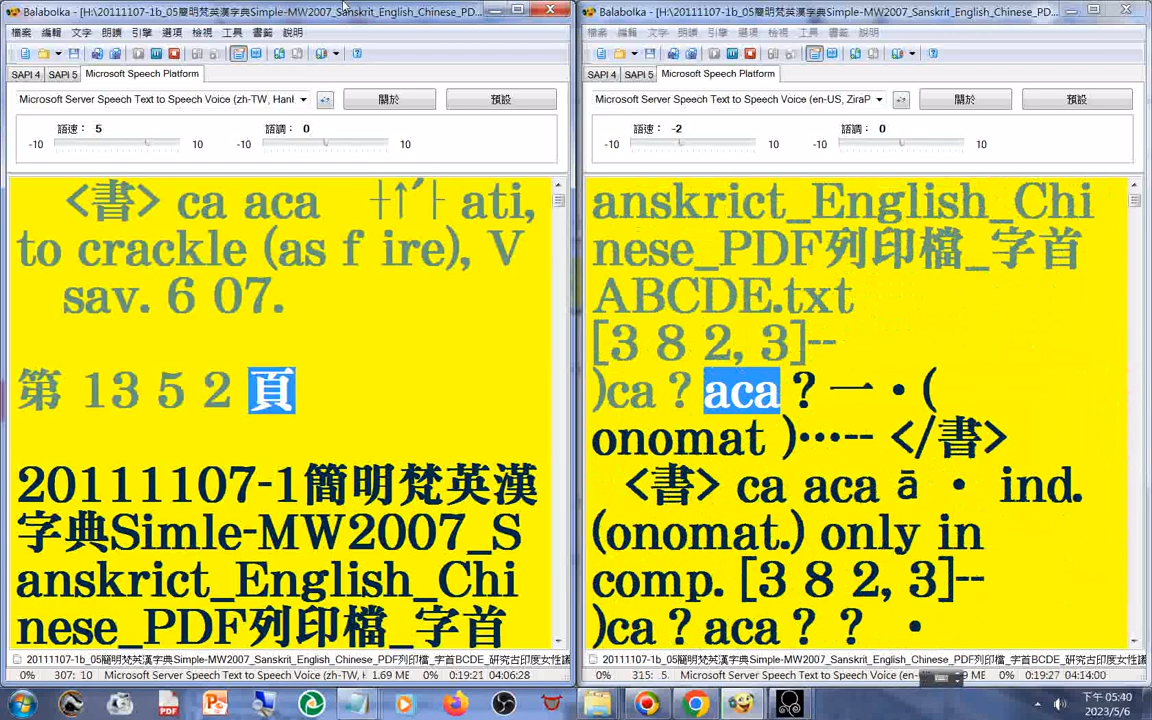 Balabolka - [H:\20111107-1b_05簡明梵英漢字典Simple-MW2007_Sanskrit_English_Chinese_PD...
檔案 編輯 文字 朗讀 引擎 選項 檢視 工具 書籤 說明
SAPI 4 SAPI 5 Microsoft Speech Platform
Microsoft Server Speech Text to Speech Voice (zh-TW, HanI 關於 預設
語速： 5 語調： 0
-10 10 -10 10
<書> ca aca ati,
to crackle (as f ire), V
sav. 6 07.
第 13 5 2 頁
20111107-1簡明梵英漢
字典Simle-MW2007_S
anskrict_English_Chi
nese_PDF列印檔_字首
20111107-1b_05簡明梵英漢字典Simple-MW2007_Sanskrit_English_Chinese_PDF列印檔_字首BCDE_研究古印度女性議
0% 307: 10 Microsoft Server Speech Text to Speech Voice (zh-TW, H 1.69 MB 0% 0:19:21 04:06:28
Balabolka - [H:\20111107-1b_05簡明梵英漢字典Simple-MW2007_Sanskrit_English_Chinese_PD...
檔案 編輯 文字 朗讀 引擎 選項 檢視 工具 書籤 說明
SAPI 4 SAPI 5 Microsoft Speech Platform
Microsoft Server Speech Text to Speech Voice (en-US, ZiraP 關於 預設
語速： -2 語調： 0
-10 10 -10 10
anskrict_English_Chi
nese_PDF列印檔_字首
ABCDE.txt
[3 8 2, 3]--
)ca ? aca ? 一 • (
onomat )…-- </書>
<書> ca aca ā • ind.
(onomat.) only in
comp. [3 8 2, 3]--
)ca ? aca ? ? •
20111107-1b_05簡明梵英漢字典Simple-MW2007_Sanskrit_English_Chinese_PDF列印檔_字首BCDE_研究古印度女性議
0% 315: 5. Microsoft Server Speech Text to Speech Voice (en-US 9 MB 0% 0:19:27 04:14:00
下午 05:40
2023/5/6